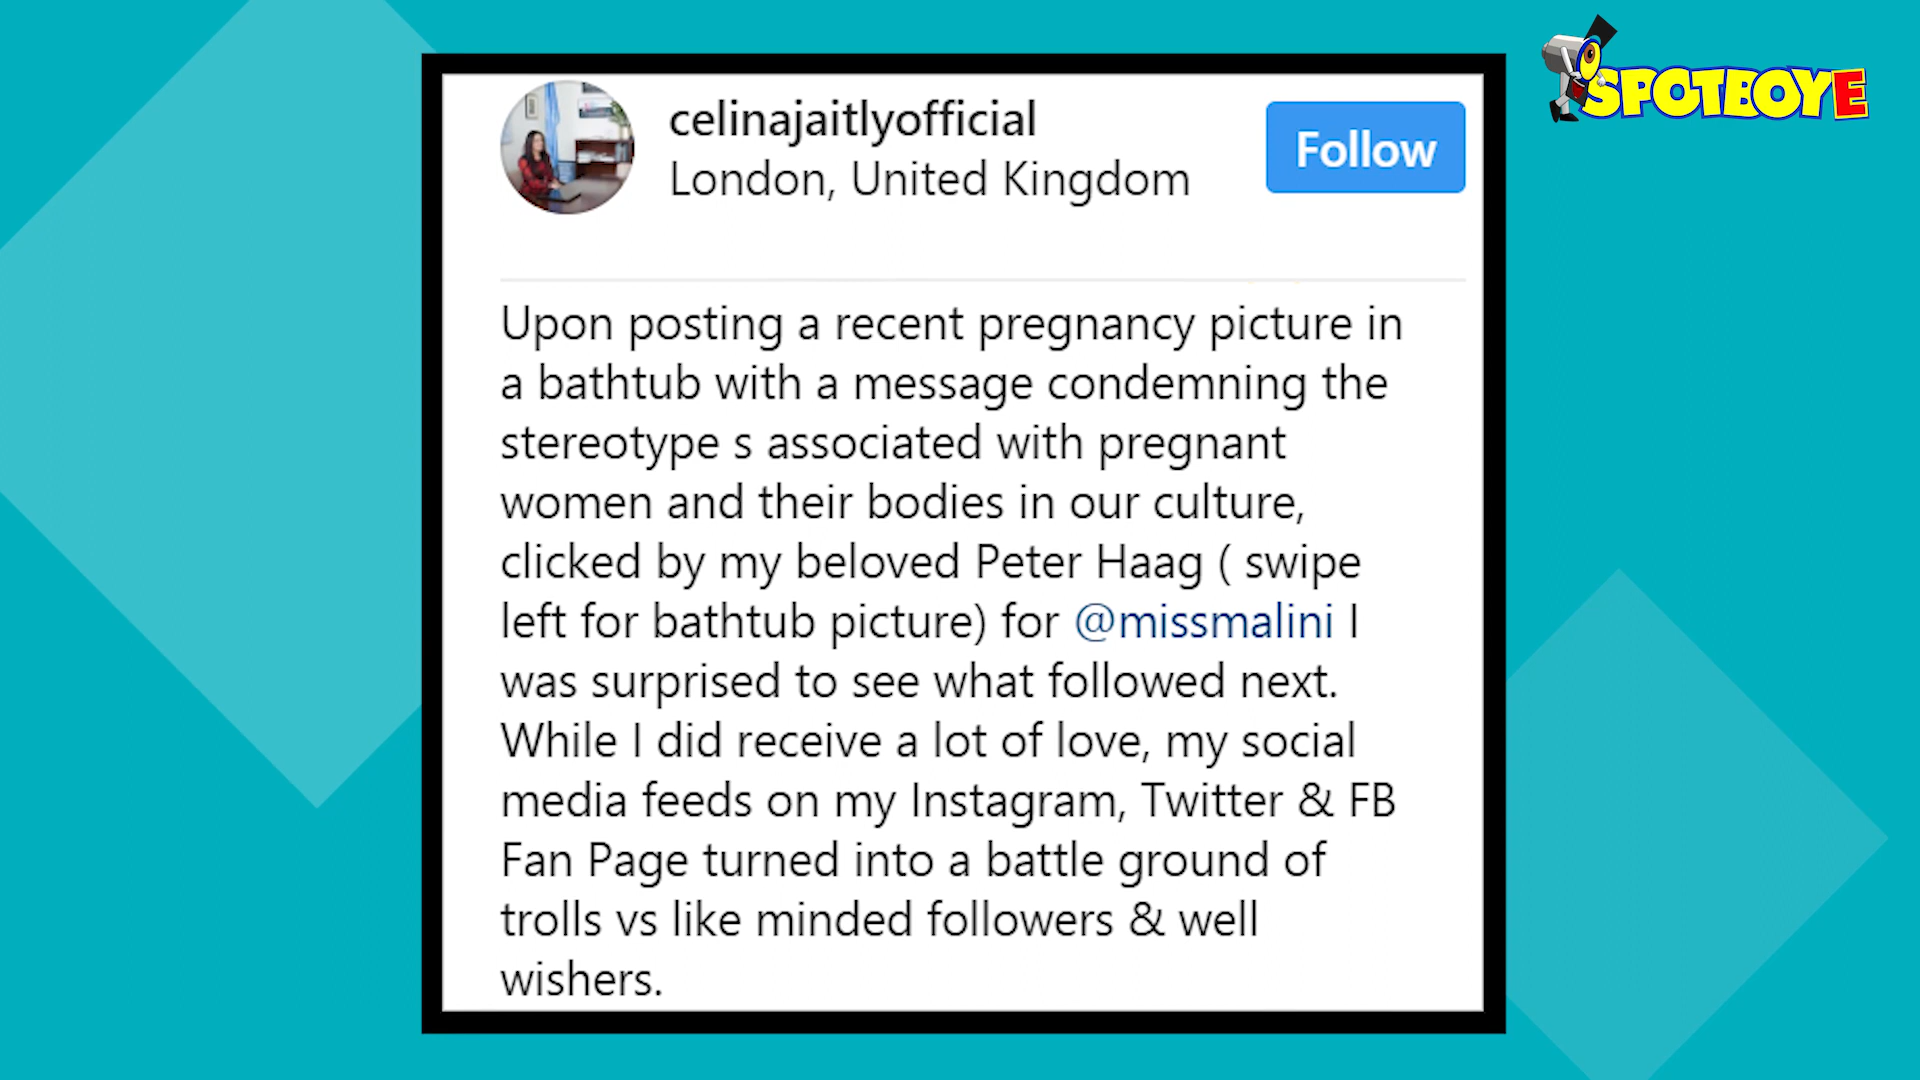 SPOTBOYE
celinajaitlyofficial
London, United Kingdom
Follow
Upon posting a recent pregnancy picture in
a bathtub with a message condemning the
stereotype s associated with pregnant
women and their bodies in our culture,
clicked by my beloved Peter Haag ( swipe
left for bathtub picture) for @missmalini I
was surprised to see what followed next.
While I did receive a lot of love, my social
media feeds on my Instagram, Twitter & FB
Fan Page turned into a battle ground of
trolls vs like minded followers & well
wishers.